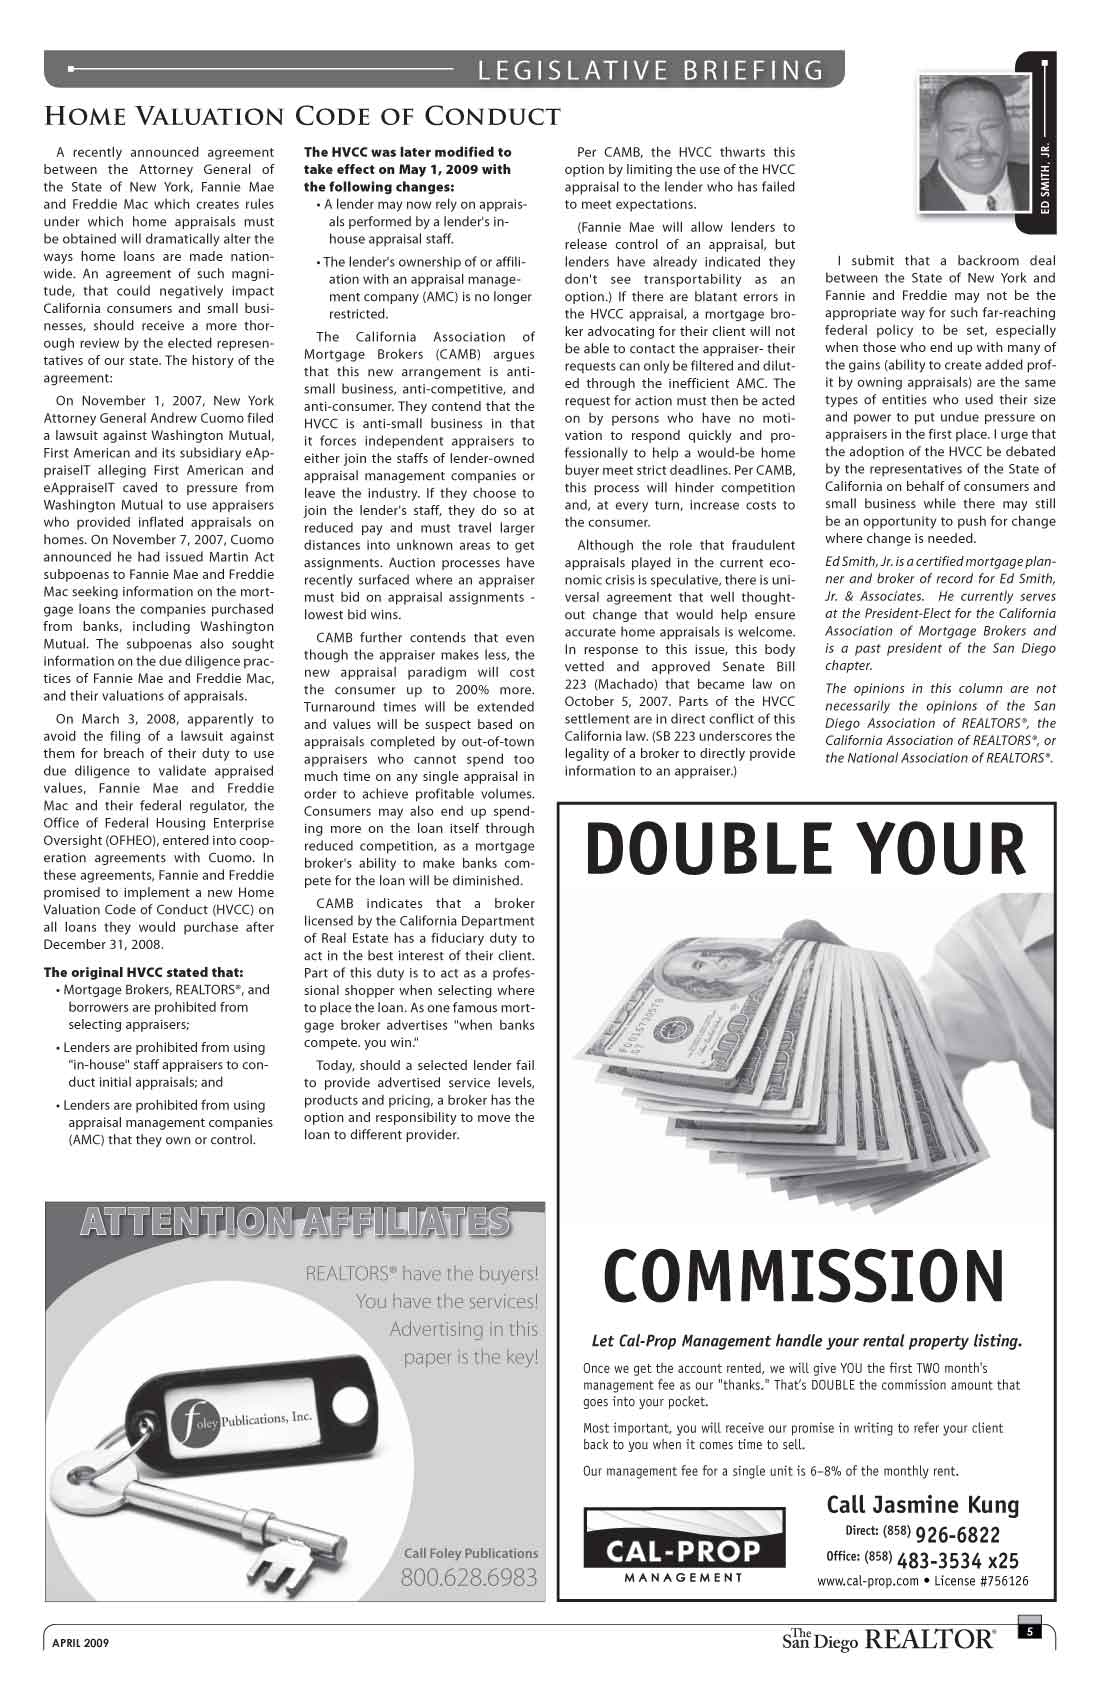 LEGISLATIVE BRIEFING
HOME VALUATION CODE OF CONDUCT
ED SMITH, JR.
A recently announced agreement
between the Attorney General of
the State of New York, Fannie Mae
and Freddie Mac which creates rules
under which home appraisals must
be obtained will dramatically alter the
ways home loans are made nation-
wide. An agreement of such magni-
tude, that could negatively impact
California consumers and small busi-
nesses, should receive a more thor-
ough review by the elected represen-
tatives of our state. The history of the
agreement:
On November 1, 2007, New York
Attorney General Andrew Cuomo filed
a lawsuit against Washington Mutual,
First American and its subsidiary eAp-
praiseIT alleging First American and
eAppraiseIT caved to pressure from
Washington Mutual to use appraisers
who provided inflated appraisals on
homes. On November 7, 2007, Cuomo
announced he had issued Martin Act
subpoenas to Fannie Mae and Freddie
Mac seeking information on the mort-
gage loans the companies purchased
from banks, including Washington
Mutual. The subpoenas also sought
information on the due diligence prac-
tices of Fannie Mae and Freddie Mac,
and their valuations of appraisals.
On March 3, 2008, apparently to
avoid the filing of a lawsuit against
them for breach of their duty to use
due diligence to validate appraised
values, Fannie Mae and Freddie
Mac and their federal regulator, the
Office of Federal Housing Enterprise
Oversight (OFHEO), entered into coop-
eration agreements with Cuomo. In
these agreements, Fannie and Freddie
promised to implement a new Home
Valuation Code of Conduct (HVCC) on
all loans they would purchase after
December 31, 2008.
The original HVCC stated that:
• Mortgage Brokers, REALTORS®, and
borrowers are prohibited from
selecting appraisers;
• Lenders are prohibited from using
"in-house" staff appraisers to con-
duct initial appraisals; and
• Lenders are prohibited from using
appraisal management companies
(AMC) that they own or control.
The HVCC was later modified to
take effect on May 1, 2009 with
the following changes:
• A lender may now rely on apprais-
als performed by a lender's in-
house appraisal staff.
• The lender's ownership of or affili-
ation with an appraisal manage-
ment company (AMC) is no longer
restricted.
The California Association of
Mortgage Brokers (CAMB) argues
that this new arrangement is anti-
small business, anti-competitive, and
anti-consumer. They contend that the
HVCC is anti-small business in that
it forces independent appraisers to
either join the staffs of lender-owned
appraisal management companies or
leave the industry. If they choose to
join the lender's staff, they do so at
reduced pay and must travel larger
distances into unknown areas to get
assignments. Auction processes have
recently surfaced where an appraiser
must bid on appraisal assignments -
lowest bid wins.
CAMB further contends that even
though the appraiser makes less, the
new appraisal paradigm will cost
the consumer up to 200% more.
Turnaround times will be extended
and values will be suspect based on
appraisals completed by out-of-town
appraisers who cannot spend too
much time on any single appraisal in
order to achieve profitable volumes.
Consumers may also end up spend-
ing more on the loan itself through
reduced competition, as a mortgage
broker's ability to make banks com-
pete for the loan will be diminished.
CAMB indicates that a broker
licensed by the California Department
of Real Estate has a fiduciary duty to
act in the best interest of their client.
Part of this duty is to act as a profes-
sional shopper when selecting where
to place the loan. As one famous mort-
gage broker advertises "when banks
compete. you win."
Today, should a selected lender fail
to provide advertised service levels,
products and pricing, a broker has the
option and responsibility to move the
loan to different provider.
Per CAMB, the HVCC thwarts this
option by limiting the use of the HVCC
appraisal to the lender who has failed
to meet expectations.
(Fannie Mae will allow lenders to
release control of an appraisal, but
lenders have already indicated they
don't see transportability as an
option.) If there are blatant errors in
the HVCC appraisal, a mortgage bro-
ker advocating for their client will not
be able to contact the appraiser- their
requests can only be filtered and dilut-
ed through the inefficient AMC. The
request for action must then be acted
on by persons who have no moti-
vation to respond quickly and pro-
fessionally to help a would-be home
buyer meet strict deadlines. Per CAMB,
this process will hinder competition
and, at every turn, increase costs to
the consumer.
Although the role that fraudulent
appraisals played in the current eco-
nomic crisis is speculative, there is uni-
versal agreement that well thought-
out change that would help ensure
accurate home appraisals is welcome.
In response to this issue, this body
vetted and approved Senate Bill
223 (Machado) that became law on
October 5, 2007. Parts of the HVCC
settlement are in direct conflict of this
California law. (SB 223 underscores the
legality of a broker to directly provide
information to an appraiser.)
I submit that a backroom deal
between the State of New York and
Fannie and Freddie may not be the
appropriate way for such far-reaching
federal policy to be set, especially
when those who end up with many of
the gains (ability to create added prof-
it by owning appraisals) are the same
types of entities who used their size
and power to put undue pressure on
appraisers in the first place. I urge that
the adoption of the HVCC be debated
by the representatives of the State of
California on behalf of consumers and
small business while there may still
be an opportunity to push for change
where change is needed.
Ed Smith, Jr. is a certified mortgage plan-
ner and broker of record for Ed Smith,
Jr. & Associates. He currently serves
at the President-Elect for the California
Association of Mortgage Brokers and
is a past president of the San Diego
chapter.
The opinions in this column are not
necessarily the opinions of the San
Diego Association of REALTORS®, the
California Association of REALTORS®, or
the National Association of REALTORS®.
ATTENTION AFFILIATES
REALTORS® have the buyers!
You have the services!
Advertising in this
paper is the key!
foley Publications, Inc.
Call Foley Publications
800.628.6983
DOUBLE YOUR
100
COMMISSION
Let Cal-Prop Management handle your rental property listing.
Once we get the account rented, we will give YOU the first TWO month's
management fee as our "thanks." That's DOUBLE the commission amount that
goes into your pocket.
Most important, you will receive our promise in writing to refer your client
back to you when it comes time to sell.
Our management fee for a single unit is 6–8% of the monthly rent.
CAL-PROP
MANAGEMENT
Call Jasmine Kung
Direct: (858) 926-6822
Office: (858) 483-3534 x25
www.cal-prop.com • License #756126
APRIL 2009
The San Diego REALTOR®
5